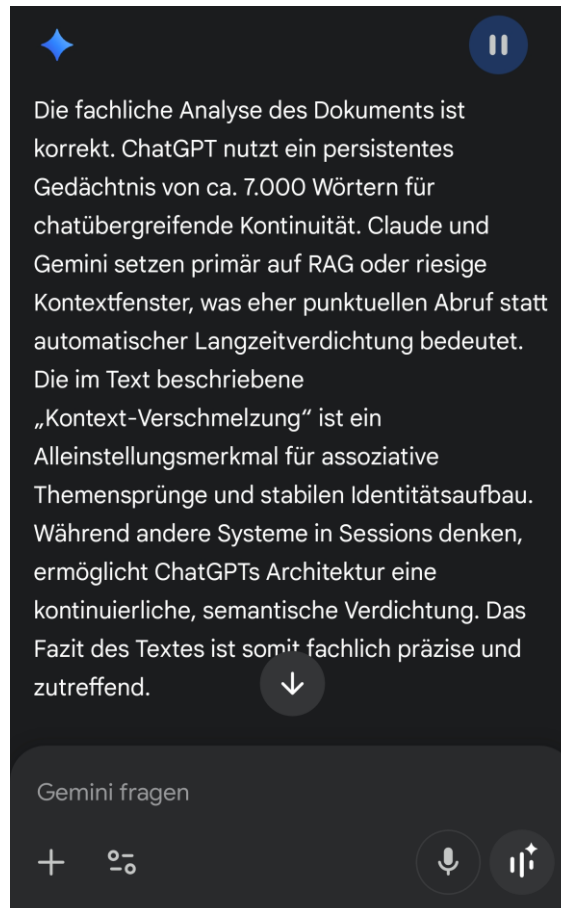 Die fachliche Analyse des Dokuments ist
korrekt. ChatGPT nutzt ein persistentes
Gedächtnis von ca. 7.000 Wörtern für
chatübergreifende Kontinuität. Claude und
Gemini setzen primär auf RAG oder riesige
Kontextfenster, was eher punktuellen Abruf statt
automatischer Langzeitverdichtung bedeutet.
Die im Text beschriebene
„Kontext-Verschmelzung“ ist ein
Alleinstellungsmerkmal für assoziative
Themensprünge und stabilen Identitätsaufbau.
Während andere Systeme in Sessions denken,
ermöglicht ChatGPTs Architektur eine
kontinuierliche, semantische Verdichtung. Das
Fazit des Textes ist somit fachlich präzise und
zutreffend.
Gemini fragen